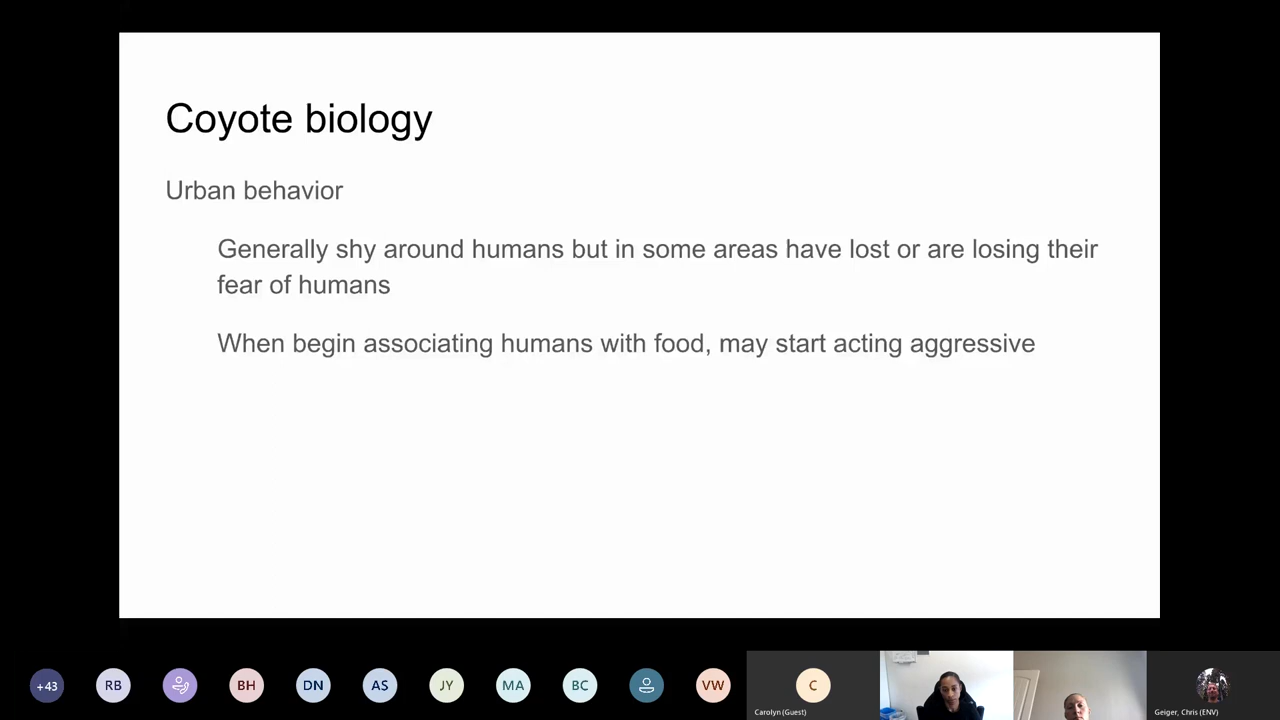 Coyote biology
Urban behavior
Generally shy around humans but in some areas have lost or are losing their
fear of humans
When begin associating humans with food, may start acting aggressive
+43
RB
BH
DN
AS
JY
MA
BC
VW
C
Carolyn (Guest)
Geiger, Chris (ENV)